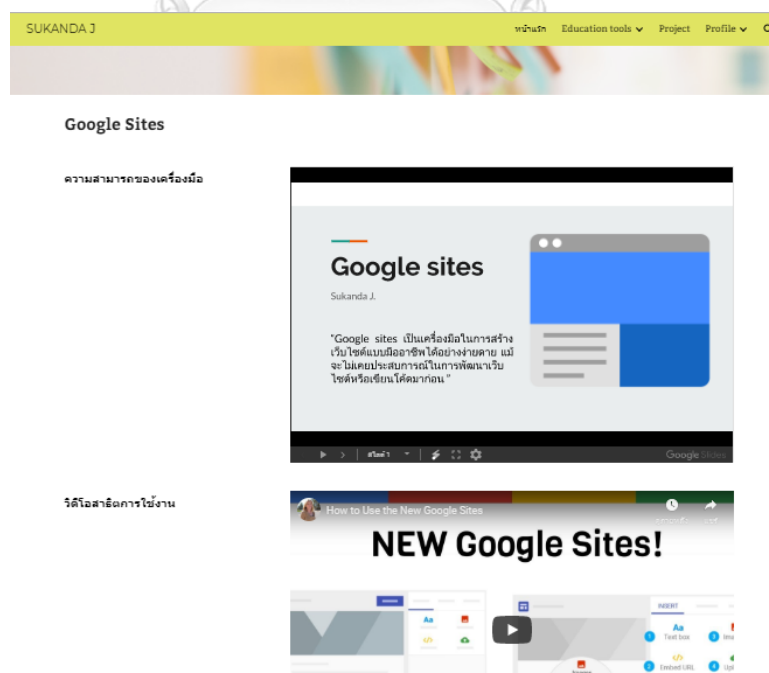 SUKANDA J
หน้าแรก Education tools Project Profile
Google Sites
ความสามารถของเครื่องมือ
Google sites
Sukanda J.
"Google sites เป็นเครื่องมือในการสร้าง
เว็บไซต์แบบมืออาชีพได้อย่างง่ายดาย แม้
จะไม่เคยประสบการณ์ในการพัฒนาเว็บ
ไซต์หรือเขียนโค้ดมาก่อน "
สไลด์ 1
Google Slides
วิดีโอสาธิตการใช้งาน
How to Use the New Google Sites
NEW Google Sites!
INSERT
Aa
Aa
1 Text box 3
2 Embed URL 4